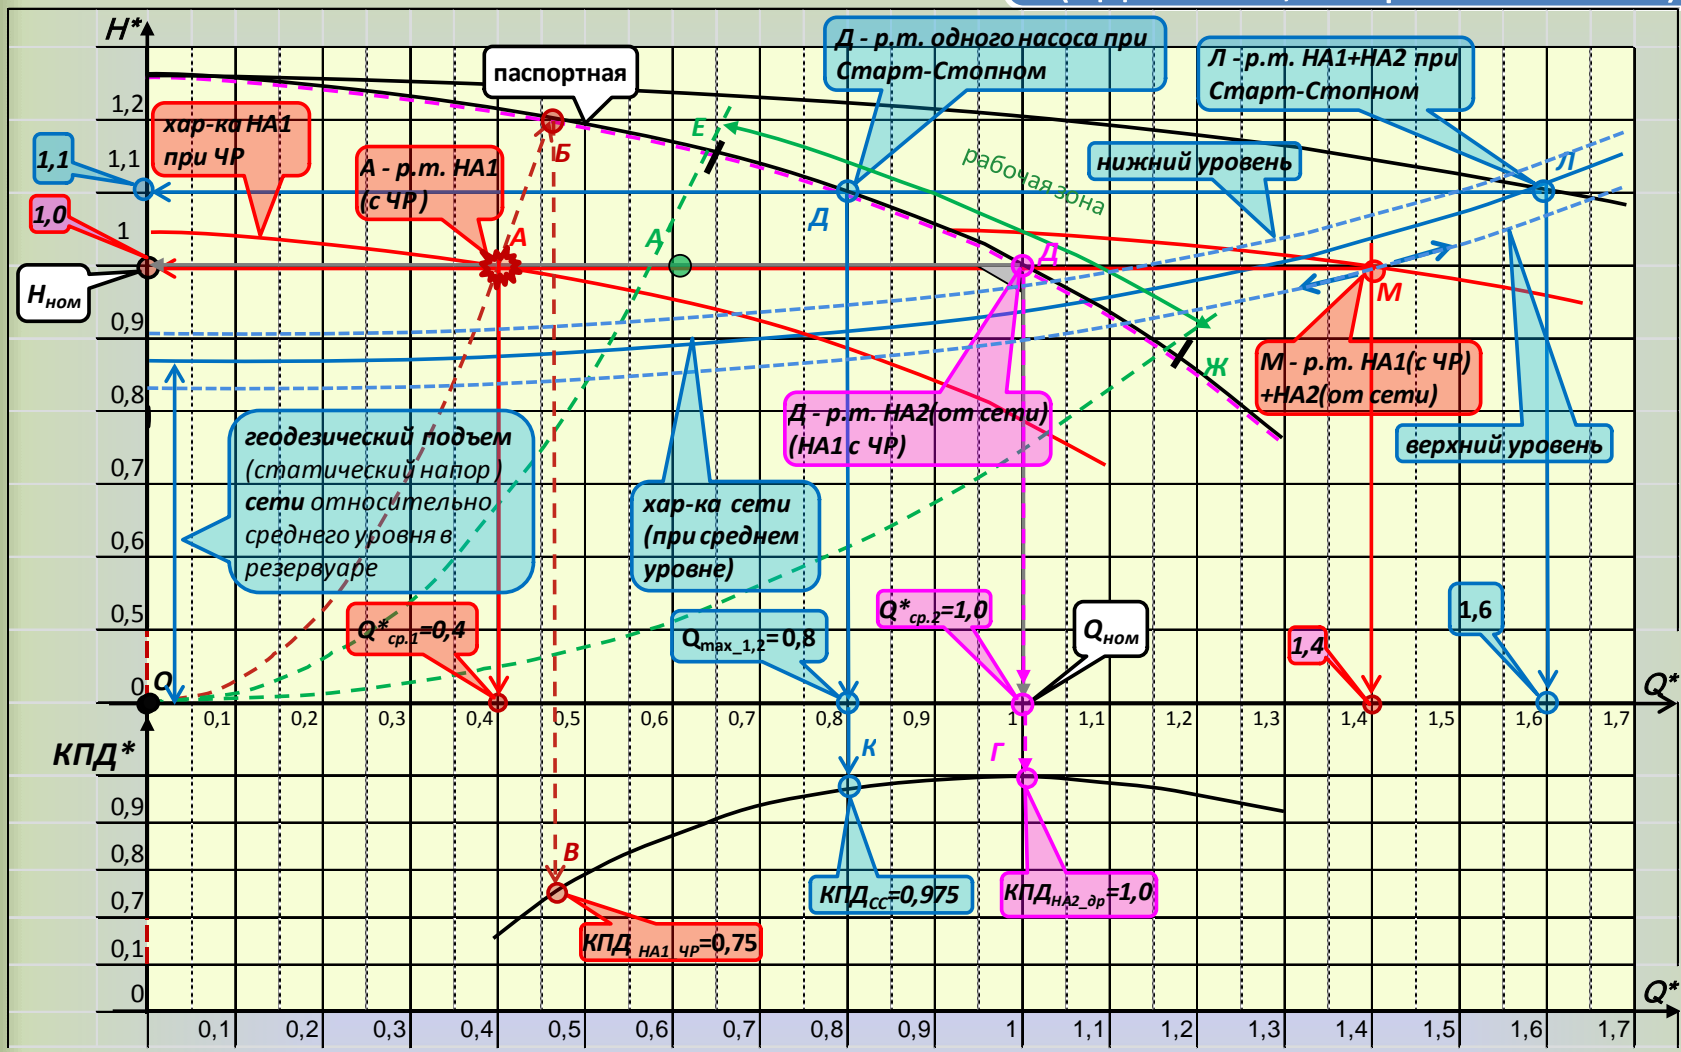 H*
паспортная
Д - р.т. одного насоса при
Старт-Стопном
Л - р.т. НА1+НА2 при
Старт-Стопном
1,2
хар-ка НА1
при ЧР
1,1
1,1
А - р.т. НА1
(с ЧР)
Б
Е
рабочая зона
нижний уровень
Л
1,0
1
А
А
Д
Д
М
Hном
0,9
Ж
М - р.т. НА1(с ЧР)
+НА2(от сети)
0,8
Д - р.т. НА2(от сети)
(НА1 с ЧР)
верхний уровень
геодезический подъем
(статический напор)
сети относительно
среднего уровня в
резервуаре
0,7
хар-ка сети
(при среднем
уровне)
0,6
0,5
Q*ср.1=0,4
Qmax_1,2=0,8
Q*ср.2=1,0
Qном
1,4
1,6
0
О
Q*
0,1 0,2 0,3 0,4 0,5 0,6 0,7 0,8 0,9 1 1,1 1,2 1,3 1,4 1,5 1,6 1,7
КПД*
К
Г
0,9
0,8
В
0,7
КПДСС=0,975
КПДНА2_др=1,0
0,1
КПД НА1_ЧР=0,75
0
Q*
0,1 0,2 0,3 0,4 0,5 0,6 0,7 0,8 0,9 1 1,1 1,2 1,3 1,4 1,5 1,6 1,7